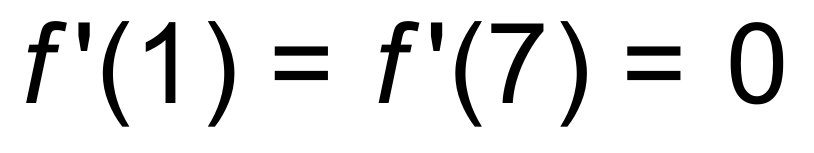 f'(1) = f'(7) = 0